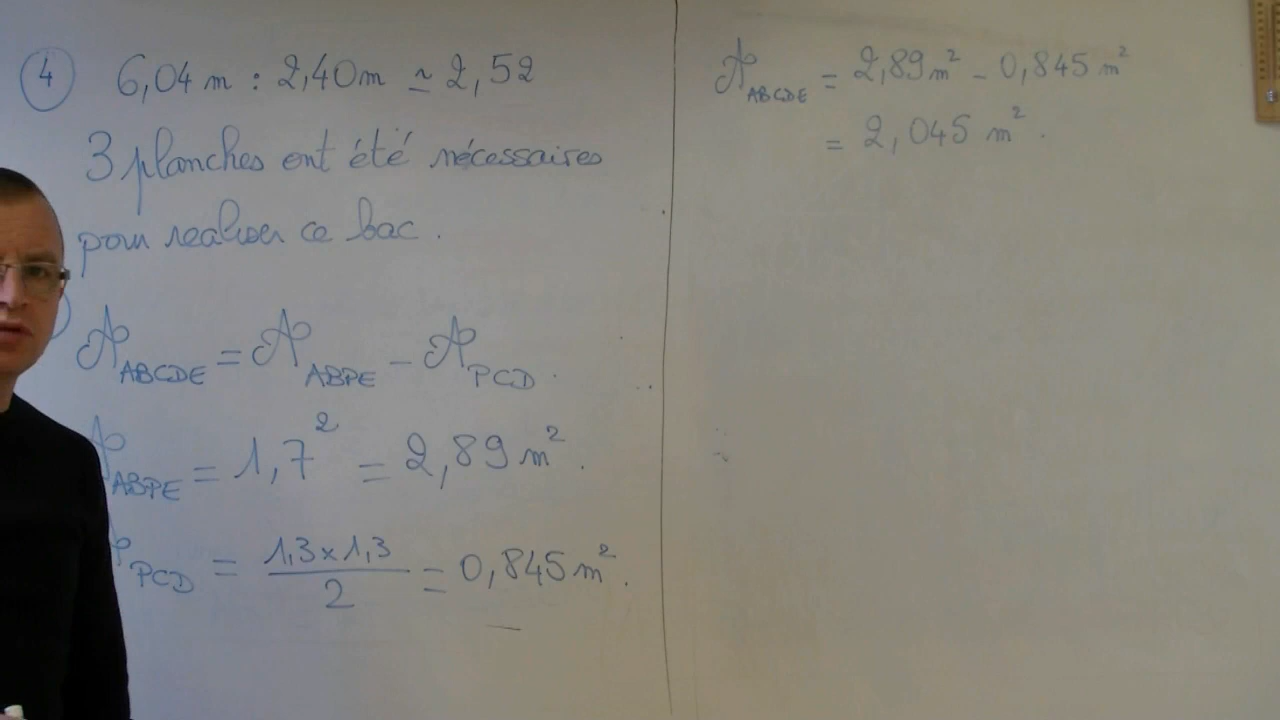 4 6,04 m : 2,40 m ≃ 2,52
3 planches ont été nécessaires
pour realiser ce bac.
A ABCDE = A ABPE - A PCD.
A ABPE = 1,7² = 2,89 m².
A PCD = 1,3 x 1,3 / 2 = 0,845 m².
A ABCDE = 2,89 m² - 0,845 m²
= 2,045 m².